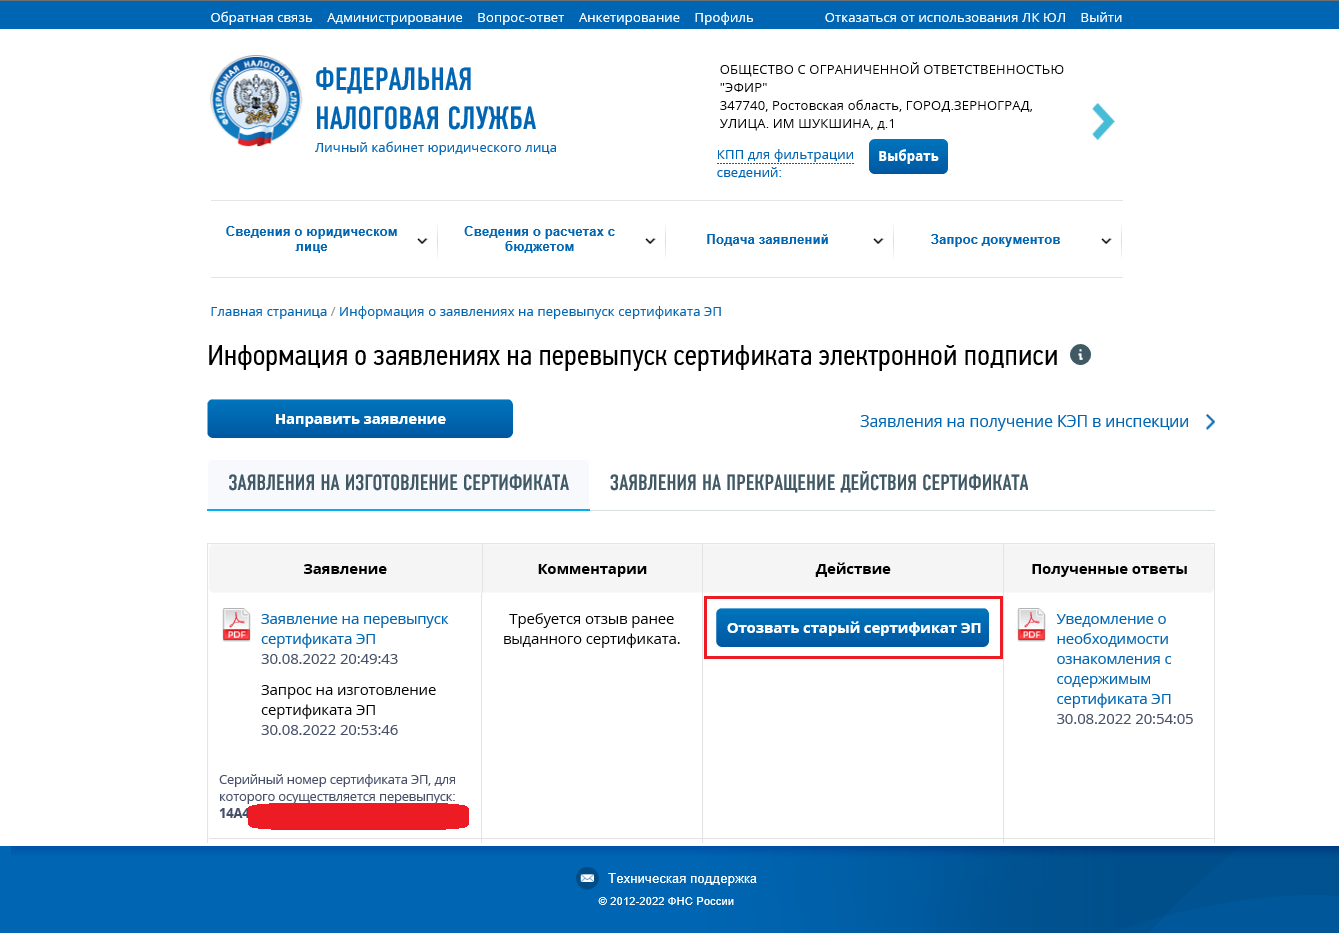 Обратная связь Администрирование Вопрос-ответ Анкетирование Профиль Отказаться от использования ЛК ЮЛ Выйти
ФЕДЕРАЛЬНАЯ НАЛОГОВАЯ СЛУЖБА
ФЕДЕРАЛЬНАЯ
НАЛОГОВАЯ СЛУЖБА
Личный кабинет юридического лица
ОБЩЕСТВО С ОГРАНИЧЕННОЙ ОТВЕТСТВЕННОСТЬЮ
"ЭФИР"
347740, Ростовская область, ГОРОД.ЗЕРНОГРАД,
УЛИЦА. ИМ ШУКШИНА, д.1
КПП для фильтрации
сведений:
Выбрать
Сведения о юридическом
лице
Сведения о расчетах с
бюджетом
Подача заявлений
Запрос документов
Главная страница / Информация о заявлениях на перевыпуск сертификата ЭП
Информация о заявлениях на перевыпуск сертификата электронной подписи
Направить заявление
Заявления на получение КЭП в инспекции
ЗАЯВЛЕНИЯ НА ИЗГОТОВЛЕНИЕ СЕРТИФИКАТА
ЗАЯВЛЕНИЯ НА ПРЕКРАЩЕНИЕ ДЕЙСТВИЯ СЕРТИФИКАТА
Заявление Комментарии Действие Полученные ответы
PDF
Заявление на перевыпуск
сертификата ЭП
30.08.2022 20:49:43
Запрос на изготовление
сертификата ЭП
30.08.2022 20:53:46
Серийный номер сертификата ЭП, для
которого осуществляется перевыпуск:
14A4
Требуется отзыв ранее
выданного сертификата.
Отозвать старый сертификат ЭП
PDF
Уведомление о
необходимости
ознакомления с
содержимым
сертификата ЭП
30.08.2022 20:54:05
Техническая поддержка
© 2012-2022 ФНС России